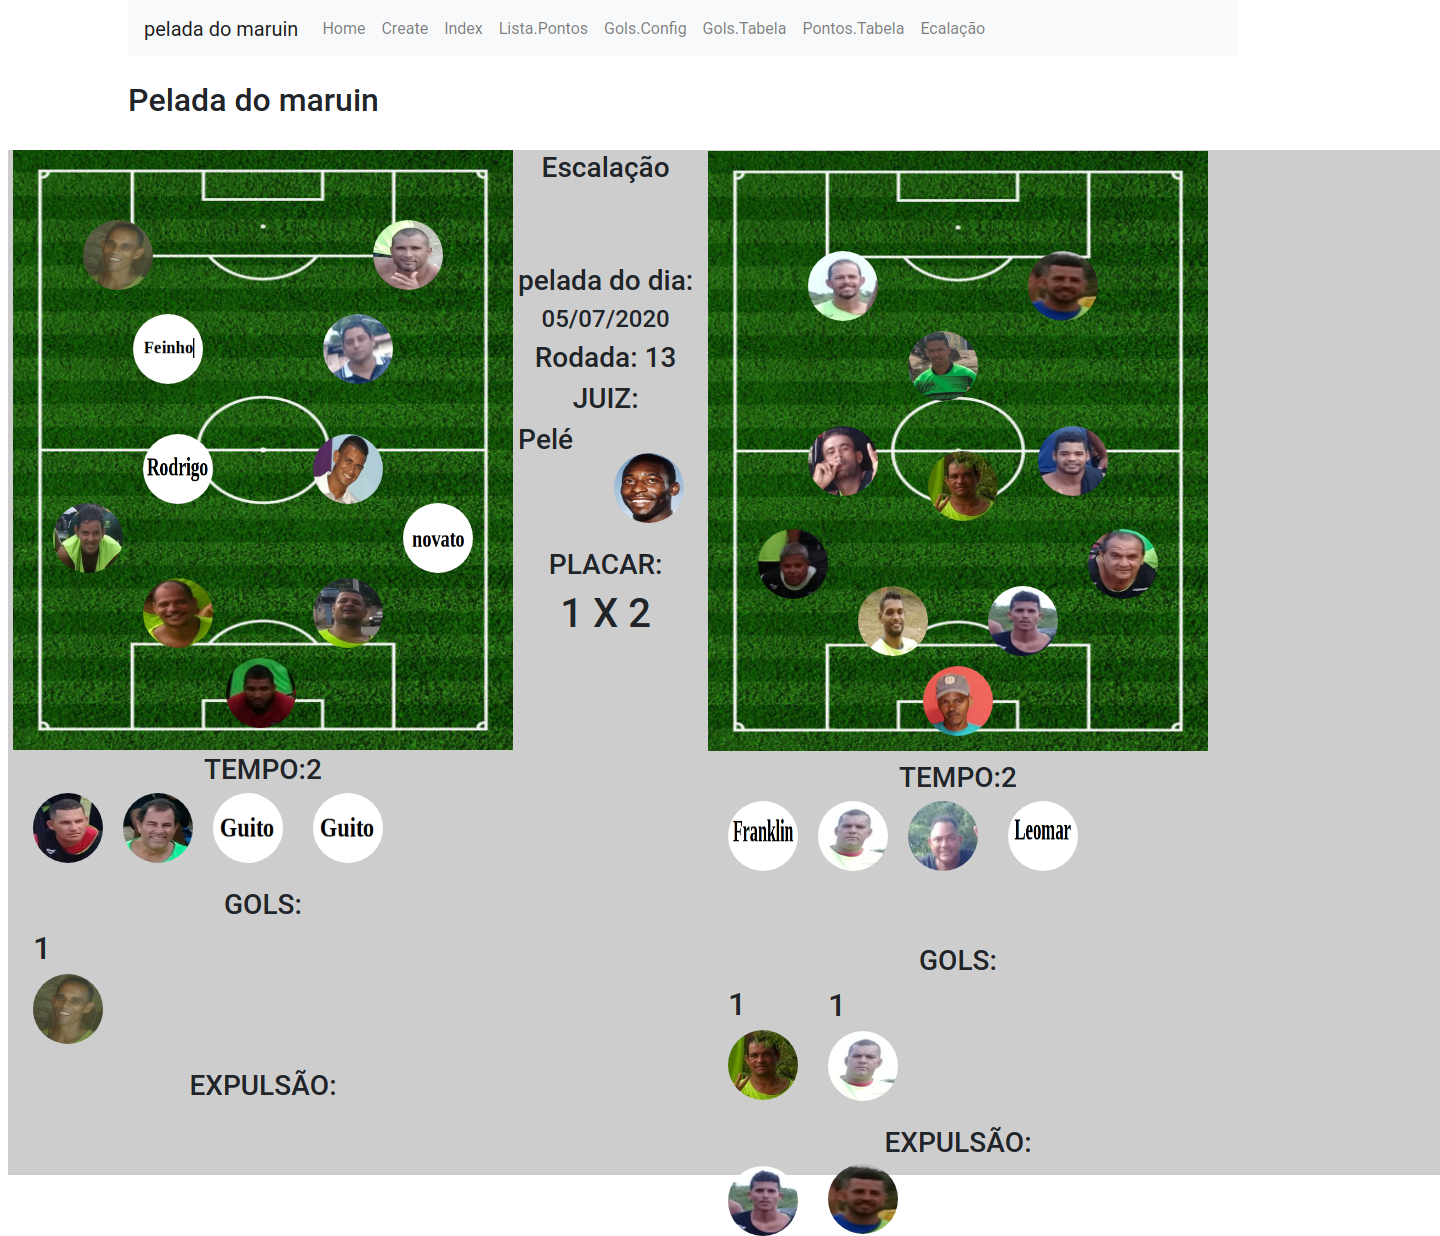 pelada do maruin Home Create Index Lista.Pontos Gols.Config Gols.Tabela Pontos.Tabela Ecalação
Pelada do maruin
Feinho
Rodrigo
novato
TEMPO:2
Guito Guito
GOLS:
1
EXPULSÃO:
Escalação
pelada do dia:
05/07/2020
Rodada: 13
JUIZ:
Pelé
PLACAR:
1 X 2
TEMPO:2
Franklin Leomar
GOLS:
1 1
EXPULSÃO: